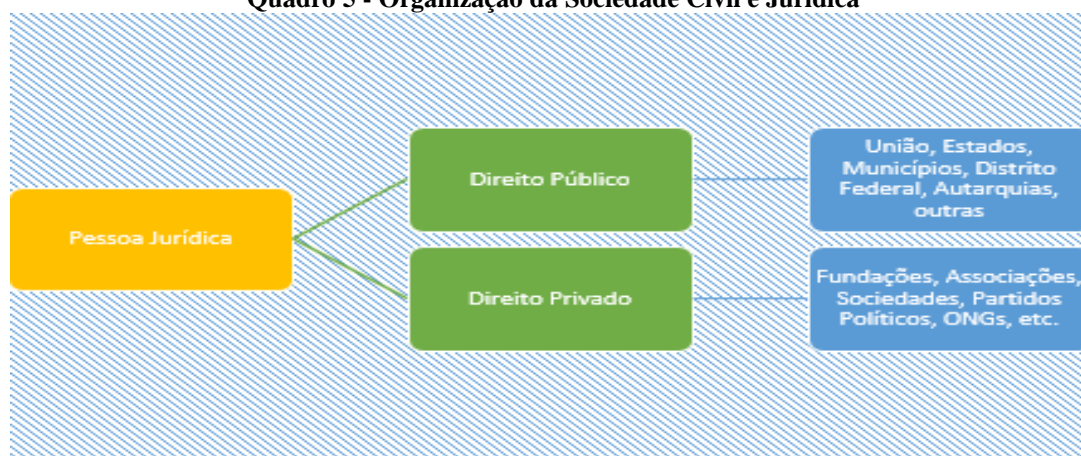 Quadro 5 - Organização da Sociedade Civil e Jurídica
Pessoa Jurídica
Direito Público
União, Estados,
Municípios, Distrito
Federal, Autarquias,
outras
Direito Privado
Fundações, Associações,
Sociedades, Partidos
Políticos, ONGs, etc.